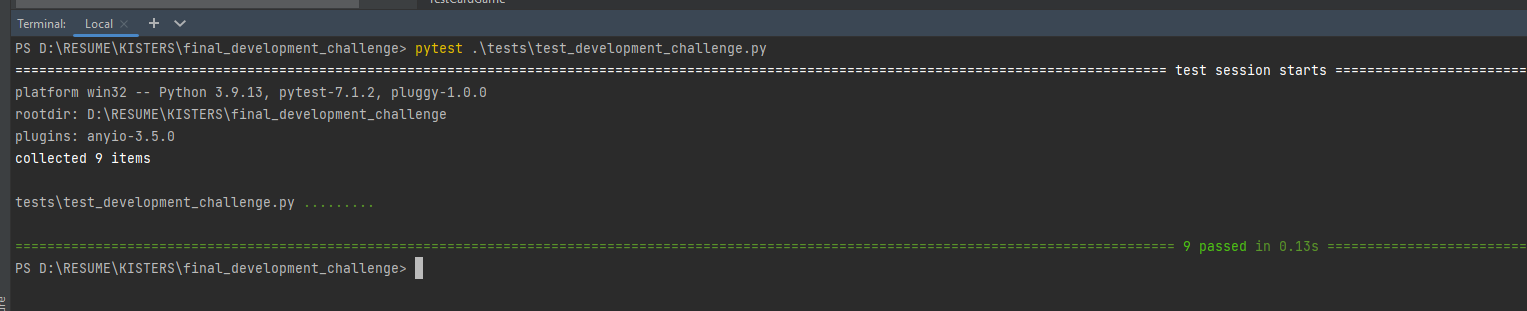 TestCardGame
Terminal: Local × + 
PS D:\RESUME\KISTERS\final_development_challenge> pytest .\tests\test_development_challenge.py
============================== test session starts ==============================
platform win32 -- Python 3.9.13, pytest-7.1.2, pluggy-1.0.0
rootdir: D:\RESUME\KISTERS\final_development_challenge
plugins: anyio-3.5.0
collected 9 items
tests\test_development_challenge.py .........
============================== 9 passed in 0.13s ==============================
PS D:\RESUME\KISTERS\final_development_challenge>